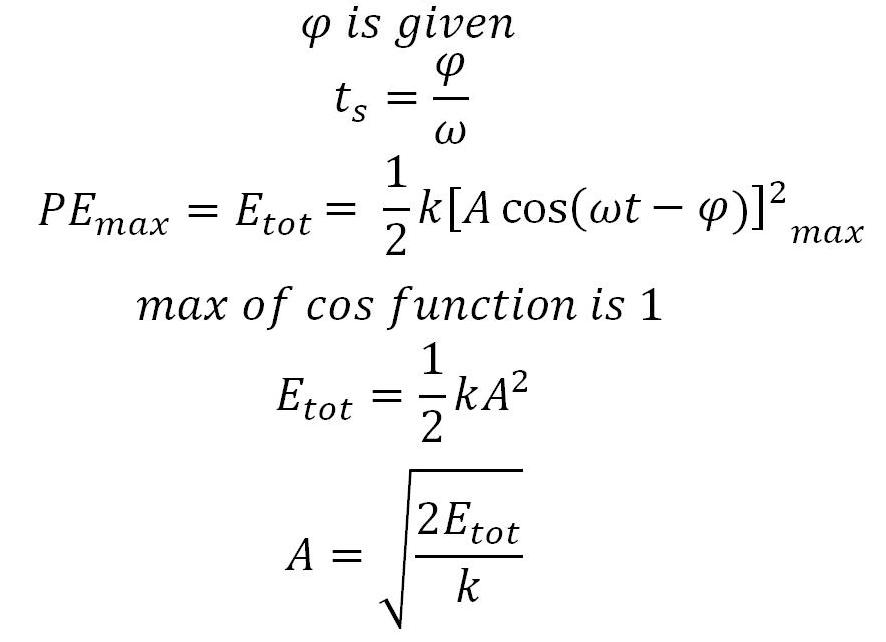 φ is given
t_s = φ/ω
PE_max = E_tot = 1/2 k[A cos(ωt − φ)]²_max
max of cos function is 1
E_tot = 1/2 kA²
A = √(2E_tot/k)